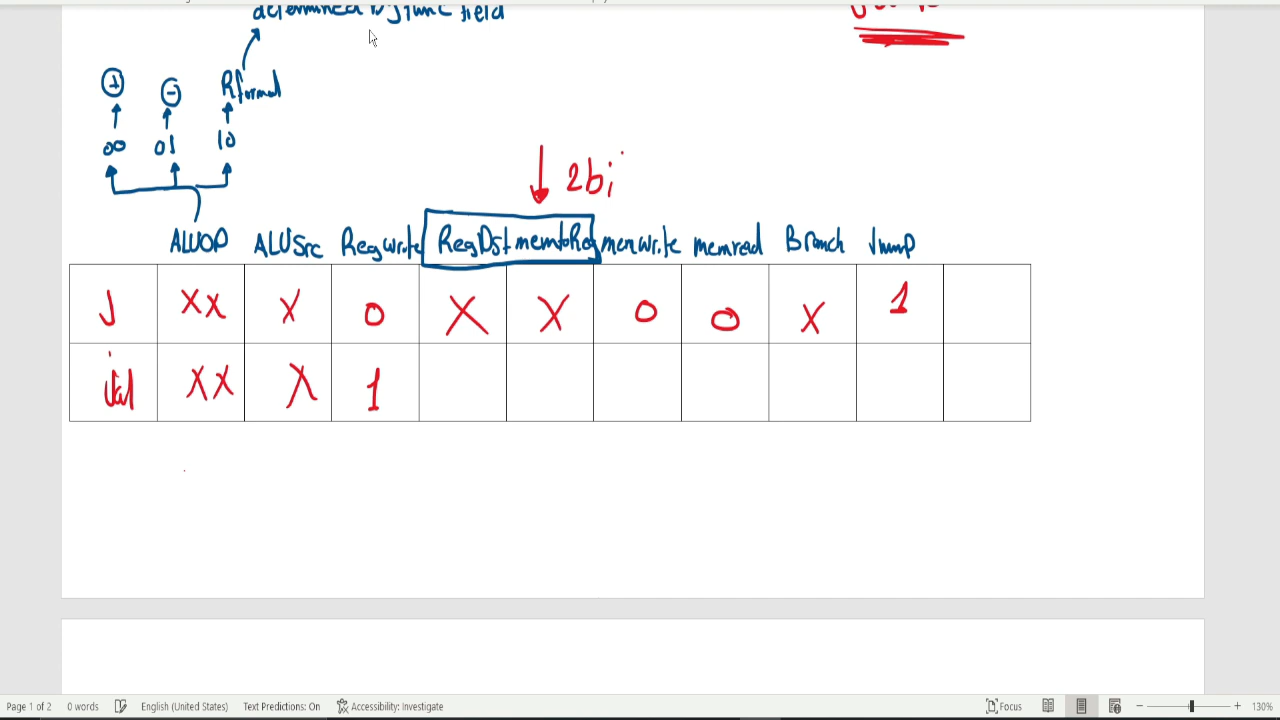 determined by func field
+ - Rformat
00 01 10
2bi
ALUOP ALUSrc RegWrite RegDst memtoReg memwrite memread Branch Jump
J XX X 0 X X 0 0 X 1
jal XX X 1
Page 1 of 2 0 words English (United States) Text Predictions: On Accessibility: Investigate Focus - + 130%